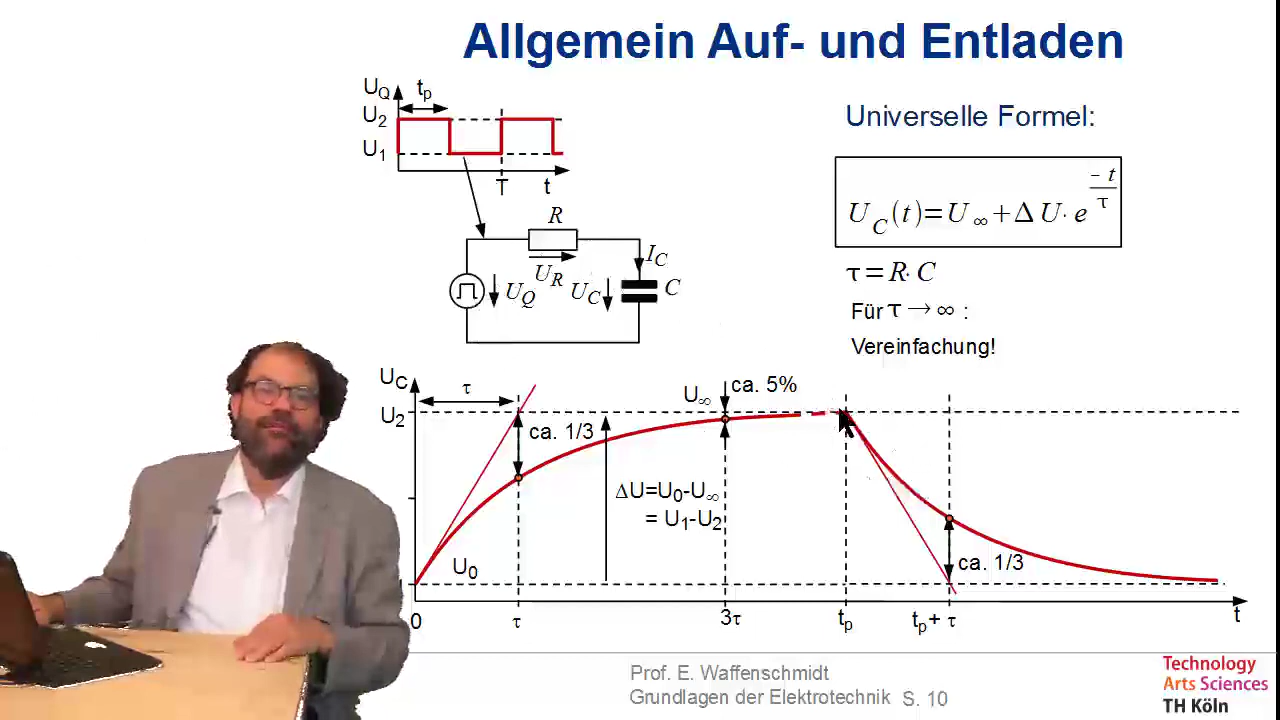 Allgemein Auf- und Entladen
U_Q
t_p
U_2
U_1
T
t
Universelle Formel:
U_C(t)=U_∞+Δ U· e^(−t/τ)
τ=R·C
Für τ→∞ :
Vereinfachung!
R
I_C
U_R
U_Q
U_C
C
U_C
τ
U_∞
ca. 5%
U_2
ca. 1/3
ΔU=U_0-U_∞
= U_1-U_2
U_0
ca. 1/3
0
τ
3τ
t_p
t_p+ τ
t
Prof. E. Waffenschmidt
Grundlagen der Elektrotechnik S. 10
Technology
Arts Sciences
TH Köln